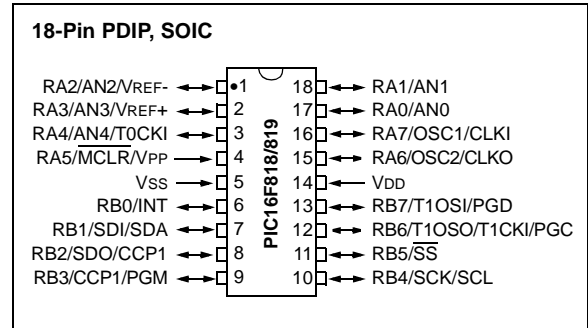 18-Pin PDIP, SOIC
RA2/AN2/VREF- •1 18 RA1/AN1
RA3/AN3/VREF+ 2 17 RA0/AN0
RA4/AN4/T0CKI 3 16 RA7/OSC1/CLKI
RA5/MCLR/VPP 4 15 RA6/OSC2/CLKO
VSS 5 14 VDD
RB0/INT 6 13 RB7/T1OSI/PGD
RB1/SDI/SDA 7 12 RB6/T1OSO/T1CKI/PGC
RB2/SDO/CCP1 8 11 RB5/SS
RB3/CCP1/PGM 9 10 RB4/SCK/SCL
PIC16F818/819